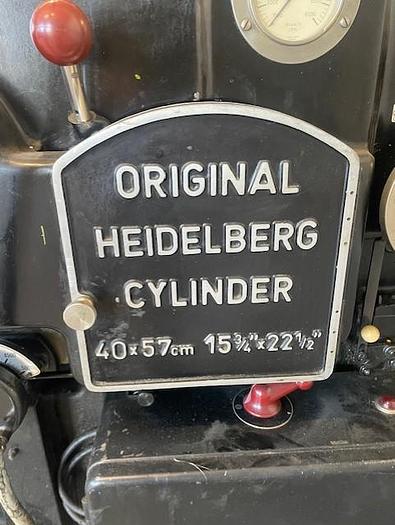 ORIGINAL
HEIDELBERG
CYLINDER
40x57cm 15¾"x22½"